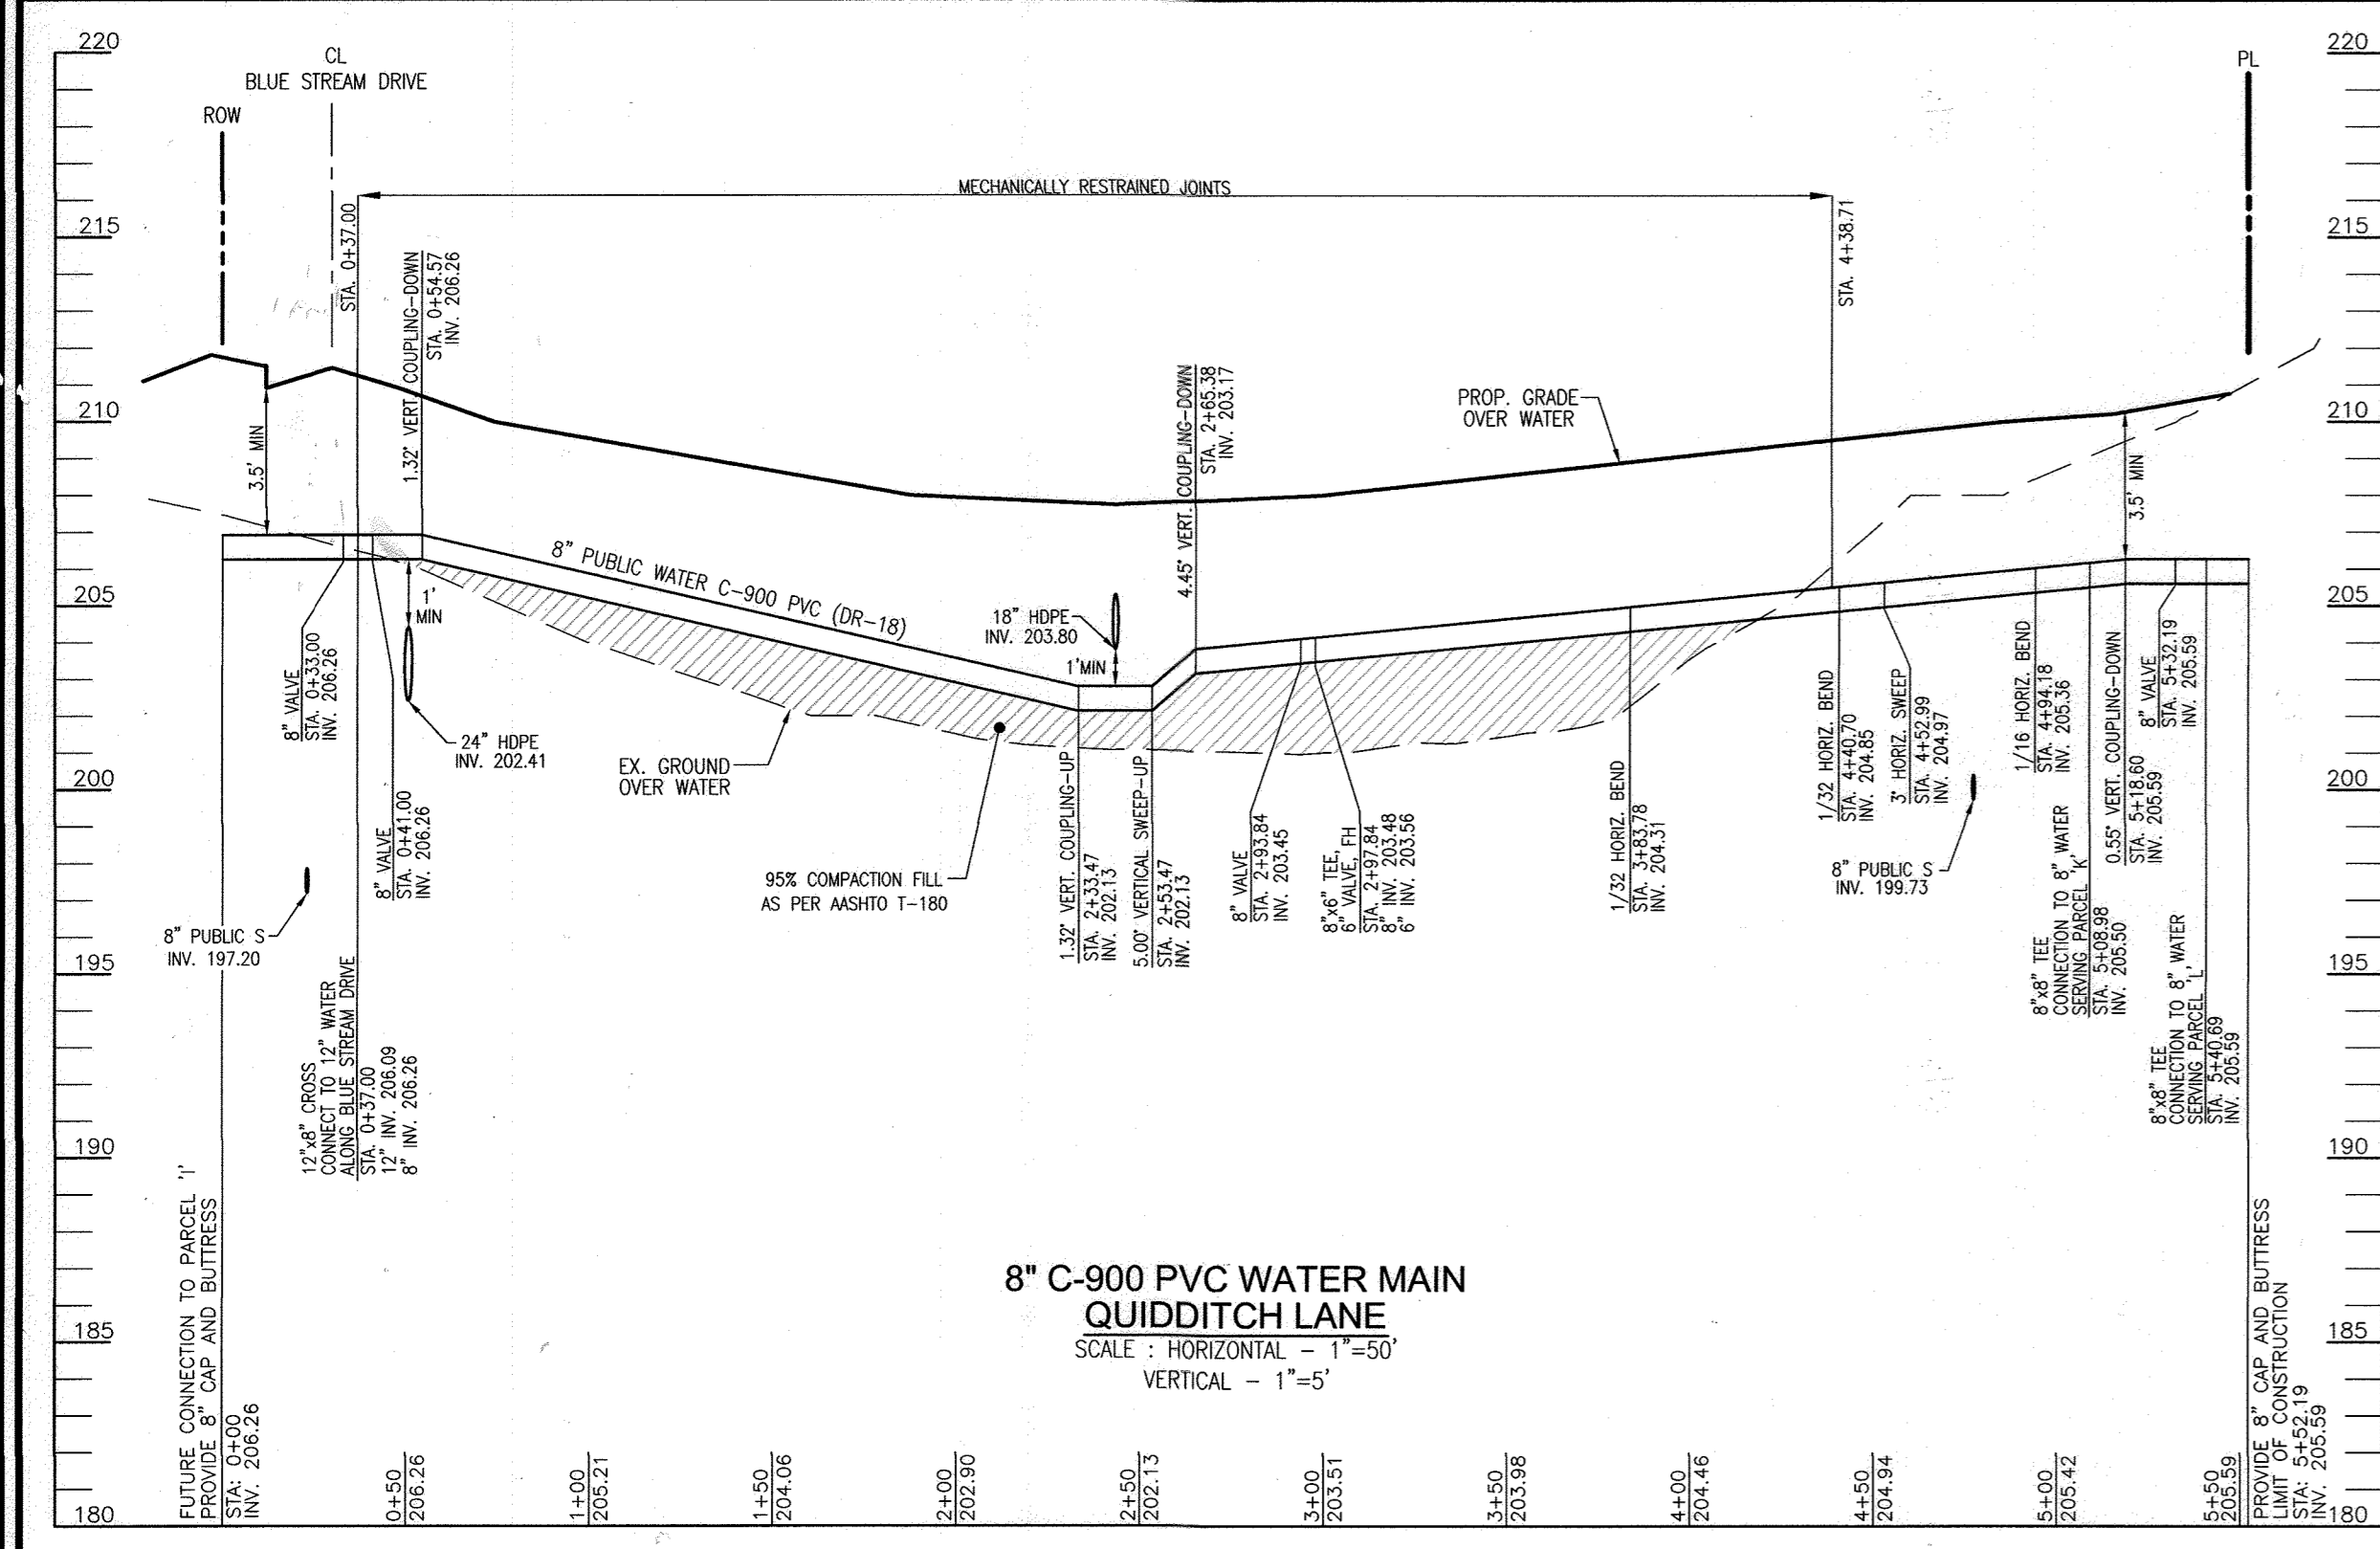 220
215
210
205
200
195
190
185
180
220
215
210
205
200
195
190
185
180
CL
BLUE STREAM DRIVE
ROW
PL
MECHANICALLY RESTRAINED JOINTS
STA. 0+37.00
STA. 4+38.71
3.5' MIN
1.32° VERT. COUPLING-DOWN
STA. 0+54.57
INV. 206.26
4.45° VERT. COUPLING-DOWN
STA. 2+65.38
INV. 203.17
PROP. GRADE
OVER WATER
3.5' MIN
8" PUBLIC WATER C-900 PVC (DR-18)
1'
MIN
18" HDPE
INV. 203.80
1'MIN
8" VALVE
STA. 0+33.00
INV. 206.26
24" HDPE
INV. 202.41
8" VALVE
STA. 0+41.00
INV. 206.26
EX. GROUND
OVER WATER
95% COMPACTION FILL
AS PER AASHTO T-180
8" PUBLIC S
INV. 197.20
12"x8" CROSS
CONNECT TO 12" WATER
ALONG BLUE STREAM DRIVE
STA. 0+37.00
12" INV. 206.09
8" INV. 206.26
1.32° VERT. COUPLING-UP
STA. 2+33.47
INV. 202.13
5.00° VERTICAL SWEEP-UP
STA. 2+53.47
INV. 202.13
8" VALVE
STA. 2+93.84
INV. 203.45
8"x6" TEE,
6" VALVE, FH
STA. 2+97.84
8" INV. 203.48
6" INV. 203.56
1/32 HORIZ. BEND
STA. 3+83.78
INV. 204.31
1/32 HORIZ. BEND
STA. 4+40.70
INV. 204.85
3° HORIZ. SWEEP
STA. 4+52.99
INV. 204.97
8" PUBLIC S
INV. 199.73
1/16 HORIZ. BEND
STA. 4+94.18
INV. 205.36
8"x8" TEE
CONNECTION TO 8" WATER
SERVING PARCEL 'K'
STA. 5+08.98
INV. 205.50
0.55° VERT. COUPLING-DOWN
STA. 5+18.60
INV. 205.59
8" VALVE
STA. 5+32.19
INV. 205.59
8"x8" TEE
CONNECTION TO 8" WATER
SERVING PARCEL 'L'
STA. 5+40.69
INV. 205.59
FUTURE CONNECTION TO PARCEL 'I'
PROVIDE 8" CAP AND BUTTRESS
STA: 0+00
INV. 206.26
PROVIDE 8" CAP AND BUTTRESS
LIMIT OF CONSTRUCTION
STA: 5+52.19
INV. 205.59
8" C-900 PVC WATER MAIN
QUIDDITCH LANE
SCALE : HORIZONTAL - 1"=50'
VERTICAL - 1"=5'
0+50
206.26
1+00
205.21
1+50
204.06
2+00
202.90
2+50
202.13
3+00
203.51
3+50
203.98
4+00
204.46
4+50
204.94
5+00
205.42
5+50
205.59